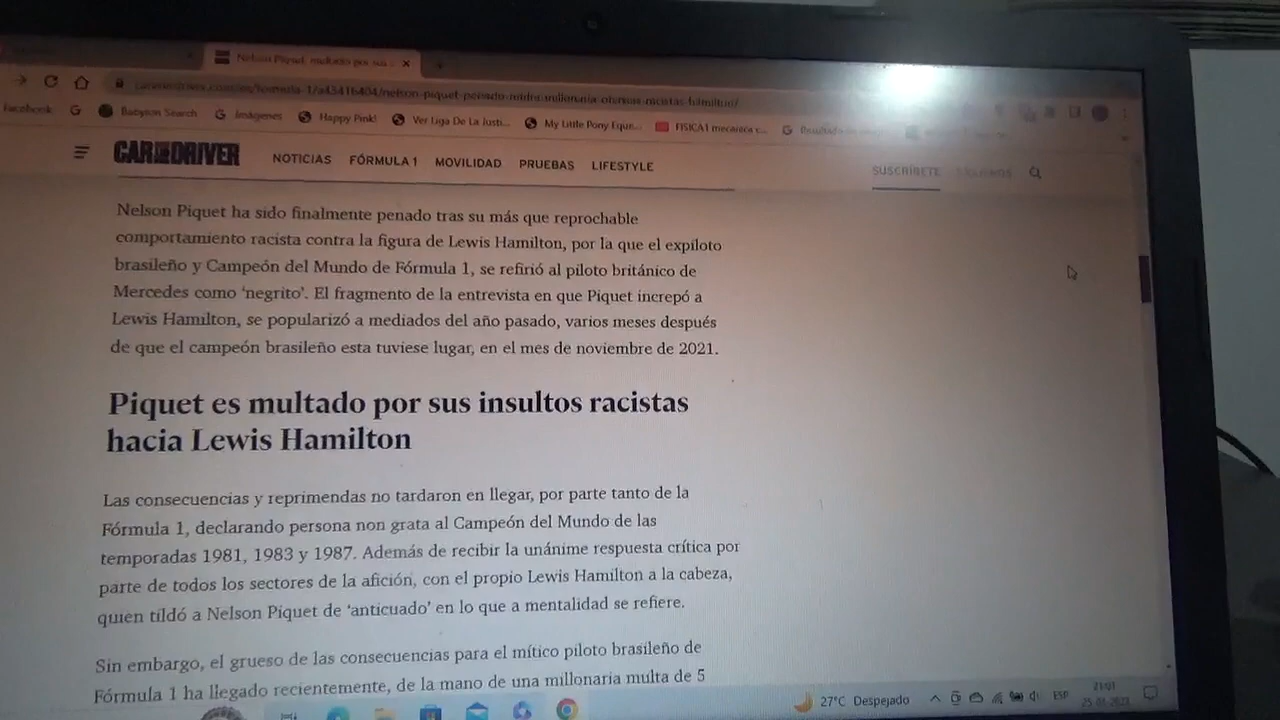 Nelson Piquet, multado por sus
Facebook
Babylon Search
Imágenes
Happy Pink!
Ver Liga De La Justi...
My Little Pony Eque...
FISICA1 mecanica c...
CAR AND DRIVER
NOTICIAS
FÓRMULA 1
MOVILIDAD
PRUEBAS
LIFESTYLE
SUSCRÍBETE
Nelson Piquet ha sido finalmente penado tras su más que reprochable
comportamiento racista contra la figura de Lewis Hamilton, por la que el expiloto
brasileño y Campeón del Mundo de Fórmula 1, se refirió al piloto británico de
Mercedes como 'negrito'. El fragmento de la entrevista en que Piquet increpó a
Lewis Hamilton, se popularizó a mediados del año pasado, varios meses después
de que el campeón brasileño esta tuviese lugar, en el mes de noviembre de 2021.
Piquet es multado por sus insultos racistas
hacia Lewis Hamilton
Las consecuencias y reprimendas no tardaron en llegar, por parte tanto de la
Fórmula 1, declarando persona non grata al Campeón del Mundo de las
temporadas 1981, 1983 y 1987. Además de recibir la unánime respuesta crítica por
parte de todos los sectores de la afición, con el propio Lewis Hamilton a la cabeza,
quien tildó a Nelson Piquet de 'anticuado' en lo que a mentalidad se refiere.
Sin embargo, el grueso de las consecuencias para el mítico piloto brasileño de
Fórmula 1 ha llegado recientemente, de la mano de una millonaria multa de 5
27°C Despejado
ESP
21:01